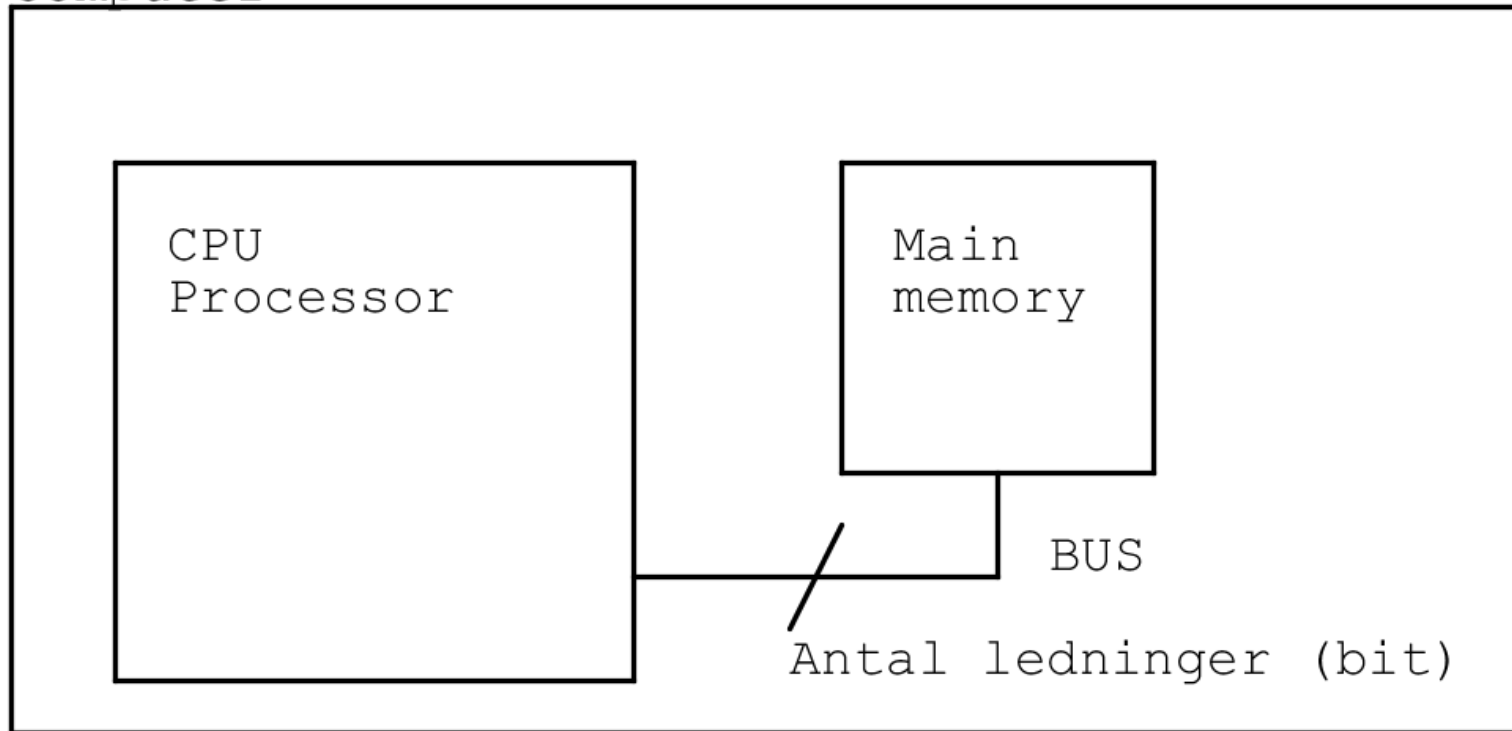 CPU
Processor
Main
memory
BUS
Antal ledninger (bit)